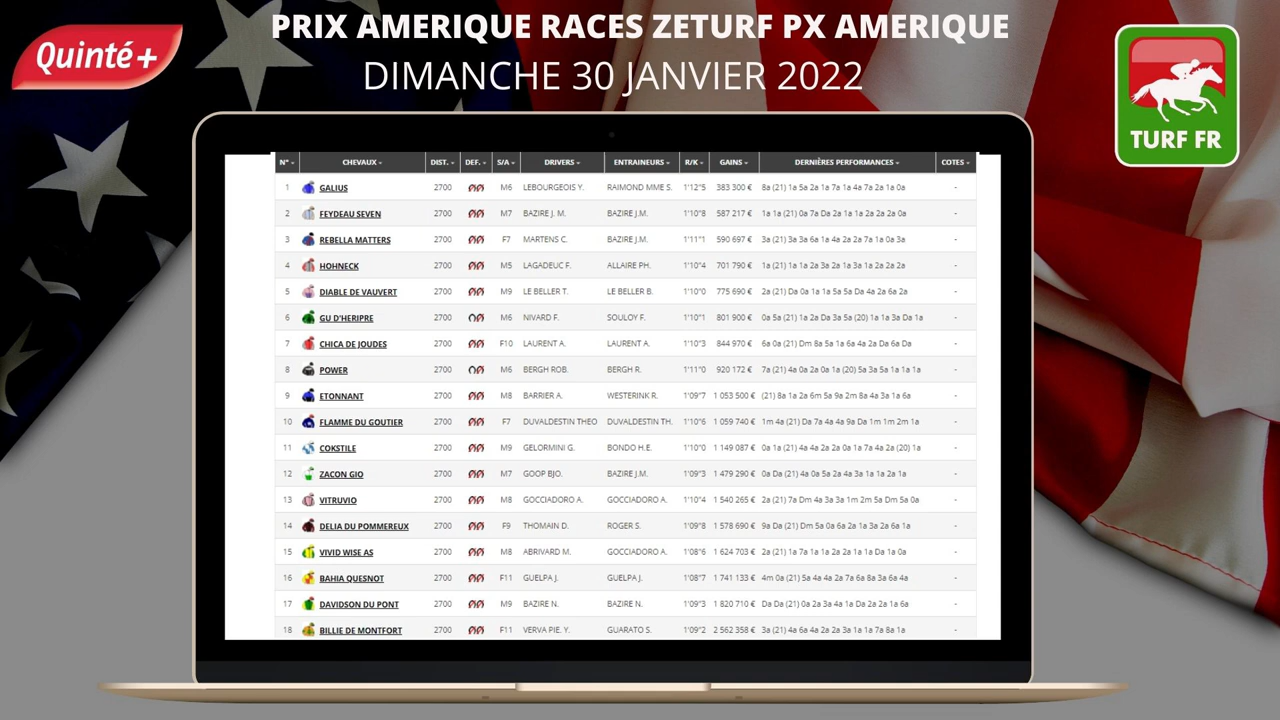 PRIX AMERIQUE RACES ZETURF PX AMERIQUE
DIMANCHE 30 JANVIER 2022
Quinté+
TURF FR
N° CHEVAUX DIST. DEF. S/A DRIVERS ENTRAINEURS R/K GAINS DERNIÈRES PERFORMANCES COTES
1 GALIUS 2700 M6 LEBOURGEOIS Y. RAIMOND MME S. 1'12"5 383 300 € 8a (21) 1a 5a 2a 1a 7a 1a 4a 7a 2a 1a 0a -
2 FEYDEAU SEVEN 2700 M7 BAZIRE J. M. BAZIRE J.M. 1'10"8 587 217 € 1a 1a (21) 0a 7a Da 2a 1a 1a 2a 2a 2a 0a -
3 REBELLA MATTERS 2700 F7 MARTENS C. BAZIRE J.M. 1'11"1 590 697 € 3a (21) 3a 3a 6a 1a 4a 2a 2a 7a 1a 0a 3a -
4 HOHNECK 2700 M5 LAGADEUC F. ALLAIRE PH. 1'10"4 701 790 € 1a (21) 1a 1a 2a 3a 2a 1a 3a 1a 2a 2a 2a -
5 DIABLE DE VAUVERT 2700 M9 LE BELLER T. LE BELLER B. 1'10"0 775 690 € 2a (21) Da 0a 1a 1a 5a 5a Da 4a 2a 6a 2a -
6 GU D'HERIPRE 2700 M6 NIVARD F. SOULOY F. 1'10"1 801 900 € 0a 5a (21) 1a 2a Da 3a 5a (20) 1a 1a 3a Da 1a -
7 CHICA DE JOUDES 2700 F10 LAURENT A. LAURENT A. 1'10"3 844 970 € 6a 0a (21) Dm 8a 5a 1a 6a 4a 2a Da 6a Da -
8 POWER 2700 M6 BERGH ROB. BERGH R. 1'11"0 920 172 € 7a (21) 4a 0a 2a 0a 1a (20) 5a 3a 5a 1a 1a 1a -
9 ETONNANT 2700 M8 BARRIER A. WESTERINK R. 1'09"7 1 053 500 € (21) 8a 1a 2a 6m 5a 9a 2m 8a 4a 3a 1a 6a -
10 FLAMME DU GOUTIER 2700 F7 DUVALDESTIN THEO DUVALDESTIN TH. 1'10"6 1 059 740 € 1m 4a (21) Da 7a 4a 4a 9a Da 1m 1m 2m 1a -
11 COKSTILE 2700 M9 GELORMINI G. BONDO H.E. 1'10"0 1 149 087 € 0a 1a (21) 4a 4a 2a 2a 0a 1a 7a 4a 2a (20) 1a -
12 ZACON GIO 2700 M7 GOOP BJO. BAZIRE J.M. 1'09"3 1 479 290 € 0a Da (21) 4a 0a 5a 2a 4a 3a 1a 1a 2a 1a -
13 VITRUVIO 2700 M8 GOCCIADORO A. GOCCIADORO A. 1'10"4 1 540 265 € 2a (21) 7a Dm 4a 3a 3a 1m 2m 5a Dm 5a 0a -
14 DELIA DU POMMEREUX 2700 F9 THOMAIN D. ROGER S. 1'09"8 1 578 690 € 9a Da (21) Dm 5a 0a 6a 2a 1a 3a 2a 6a 1a -
15 VIVID WISE AS 2700 M8 ABRIVARD M. GOCCIADORO A. 1'08"6 1 624 703 € 2a (21) 1a 7a 1a 1a 2a 2a 1a 1a Da 1a 0a -
16 BAHIA QUESNOT 2700 F11 GUELPA J. GUELPA J. 1'08"7 1 741 133 € 4m 0a (21) 5a 4a 4a 2a 7a 6a 8a 3a 6a 4a -
17 DAVIDSON DU PONT 2700 M9 BAZIRE N. BAZIRE N. 1'09"3 1 820 710 € Da Da (21) 0a 2a 3a 4a 1a Da 2a 2a 1a 6a -
18 BILLIE DE MONTFORT 2700 F11 VERVA PIE. Y. GUARATO S. 1'09"2 2 562 358 € 3a (21) 4a 6a 4a 2a 2a 3a 1a 1a 7a 8a 1a -